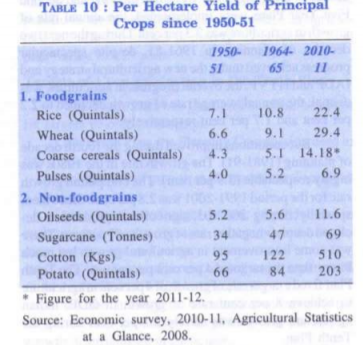 TABLE 10 : Per Hectare Yield of Principal
Crops since 1950-51
1950- 1964- 2010-
51 65 11
1. Foodgrains
Rice (Quintals) 7.1 10.8 22.4
Wheat (Quintals) 6.6 9.1 29.4
Coarse cereals (Quintals) 4.3 5.1 14.18*
Pulses (Quintals) 4.0 5.2 6.9
2. Non-foodgrains
Oilseeds (Quintals) 5.2 5.6 11.6
Sugarcane (Tonnes) 34 47 69
Cotton (Kgs) 95 122 510
Potato (Quintals) 66 84 203
* Figure for the year 2011-12.
Source: Economic survey, 2010-11, Agricultural Statistics
at a Glance, 2008.